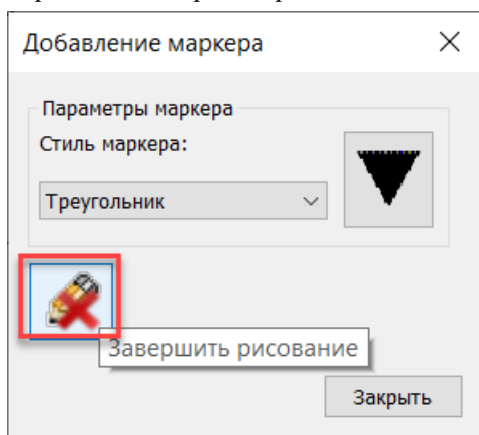 Добавление маркера
Параметры маркера
Стиль маркера:
Треугольник
Завершить рисование
Закрыть